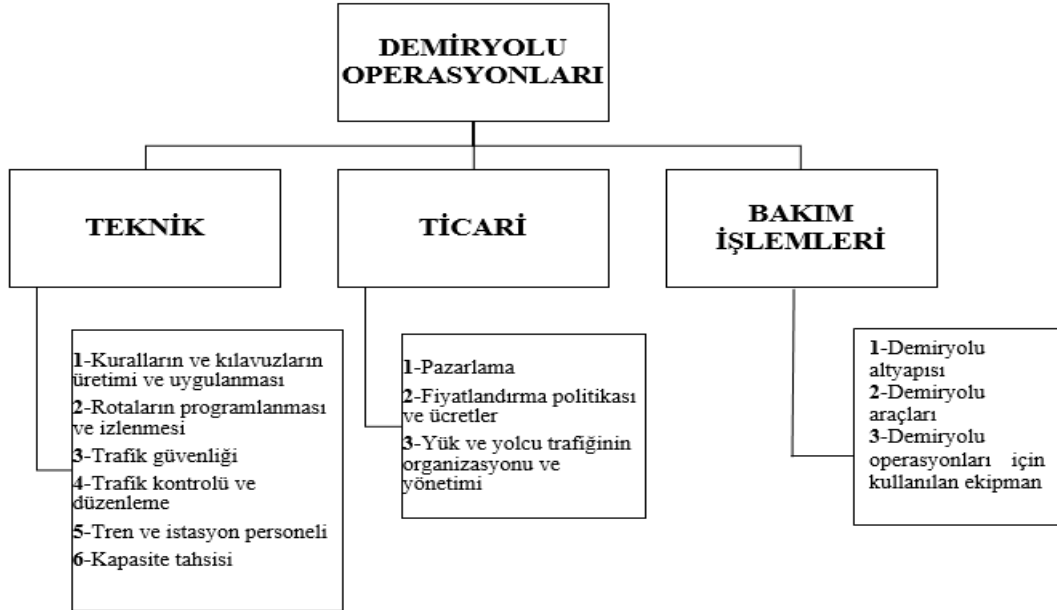 DEMİRYOLU
OPERASYONLARI
TEKNİK
TİCARİ
BAKIM
İŞLEMLERİ
1-Kuralların ve kılavuzların
üretimi ve uygulanması
2-Rotaların programlanması
ve izlenmesi
3-Trafik güvenliği
4-Trafik kontrolü ve
düzenleme
5-Tren ve istasyon personeli
6-Kapasite tahsisi
1-Pazarlama
2-Fiyatlandırma politikası
ve ücretler
3-Yük ve yolcu trafiğinin
organizasyonu ve
yönetimi
1-Demiryolu
altyapısı
2-Demiryolu
araçları
3-Demiryolu
operasyonları için
kullanılan ekipman